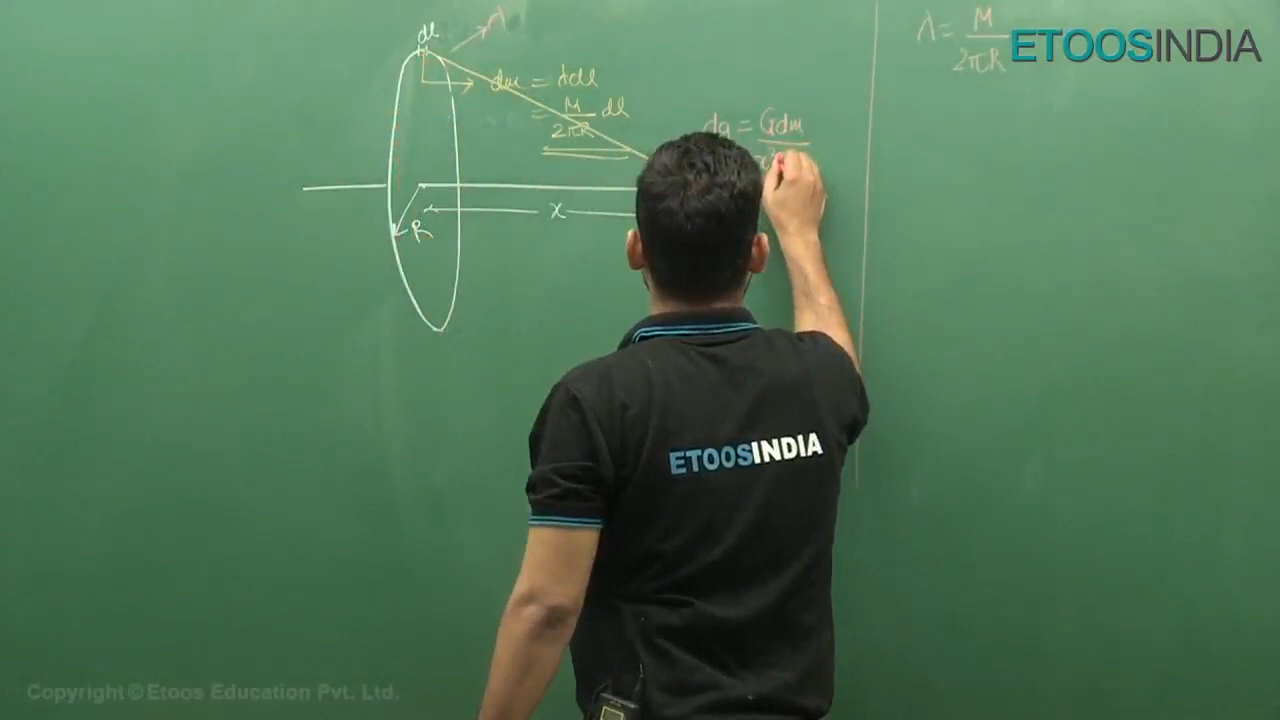 dl
λ
λ = M / 2πR
ETOOSINDIA
dm = λdl
= M / 2πR dl
dg = Gdm
R
x
ETOOSINDIA
Copyright © Etoos Education Pvt. Ltd.